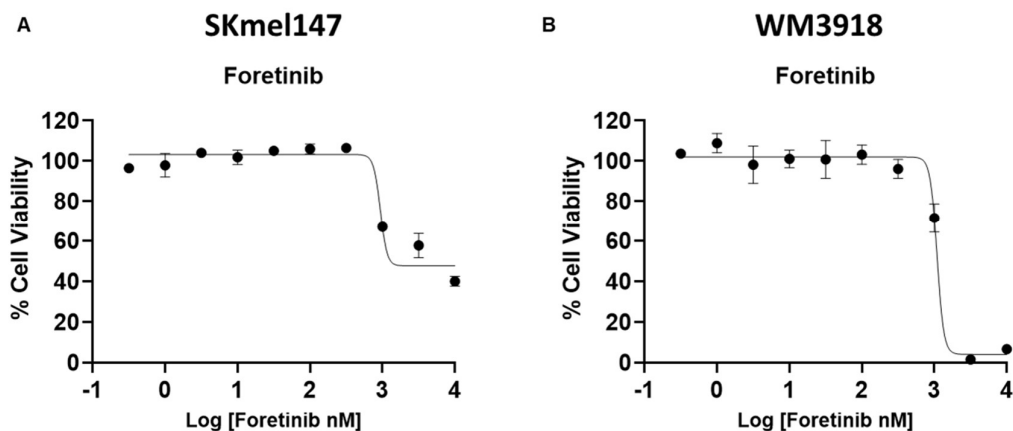 A
SKmel147
Foretinib
% Cell Viability
120
100
80
60
40
20
0
-1 0 1 2 3 4
Log [Foretinib nM]
B
WM3918
Foretinib
% Cell Viability
120
100
80
60
40
20
0
-1 0 1 2 3 4
Log [Foretinib nM]